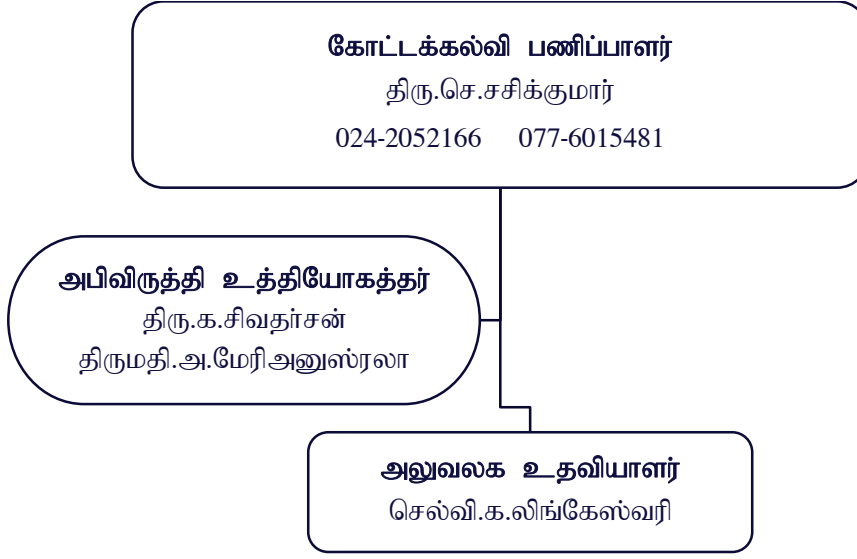 கோட்டக்கல்வி பணிப்பாளர்
திரு.செ.சசிக்குமார்
024-2052166 077-6015481
அபிவிருத்தி உத்தியோகத்தர்
திரு.க.சிவதர்சன்
திருமதி.அ.மேரிஅனுஸ்ரலா
அலுவலக உதவியாளர்
செல்வி.க.லிங்கேஸ்வரி